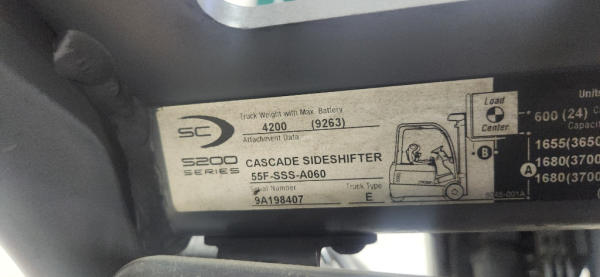 Truck Weight with Max. Battery
4200 (9263)
Attachment Data
SC
5200
SERIES
CASCADE SIDESHIFTER
55F-SSS-A060
Serial Number
Truck Type
9A198407
E
Load
Center
B
A
Units
600 (24)
1655(3650
1680(3700
1680(3700